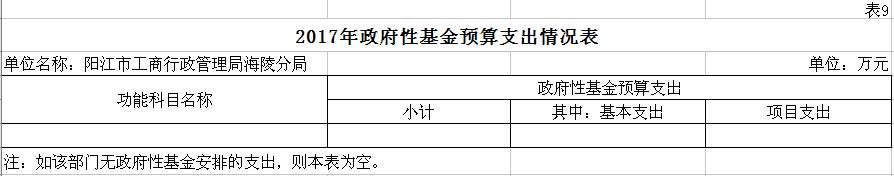 表9
2017年政府性基金预算支出情况表
单位名称：阳江市工商行政管理局海陵分局 单位：万元
功能科目名称 政府性基金预算支出
小计 其中：基本支出 项目支出
注：如该部门无政府性基金安排的支出，则本表为空。